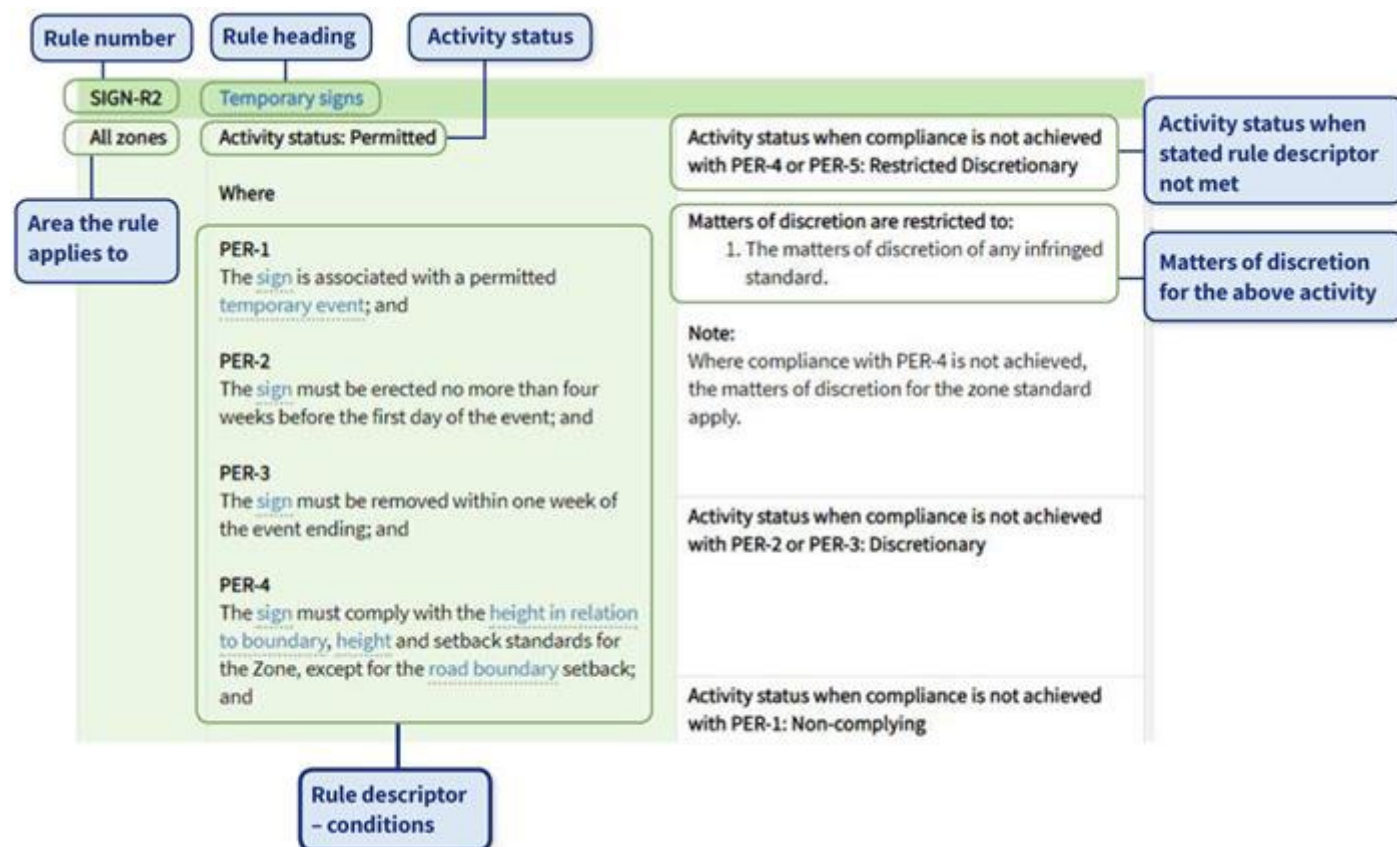 Rule number
Rule heading
Activity status
SIGN-R2
Temporary signs
All zones
Activity status: Permitted
Area the rule
applies to
Where
PER-1
The sign is associated with a permitted
temporary event; and
PER-2
The sign must be erected no more than four
weeks before the first day of the event; and
PER-3
The sign must be removed within one week of
the event ending; and
PER-4
The sign must comply with the height in relation
to boundary, height and setback standards for
the Zone, except for the road boundary setback;
and
Rule descriptor
– conditions
Activity status when compliance is not achieved
with PER-4 or PER-5: Restricted Discretionary
Activity status when
stated rule descriptor
not met
Matters of discretion are restricted to:
1. The matters of discretion of any infringed
standard.
Matters of discretion
for the above activity
Note:
Where compliance with PER-4 is not achieved,
the matters of discretion for the zone standard
apply.
Activity status when compliance is not achieved
with PER-2 or PER-3: Discretionary
Activity status when compliance is not achieved
with PER-1: Non-complying